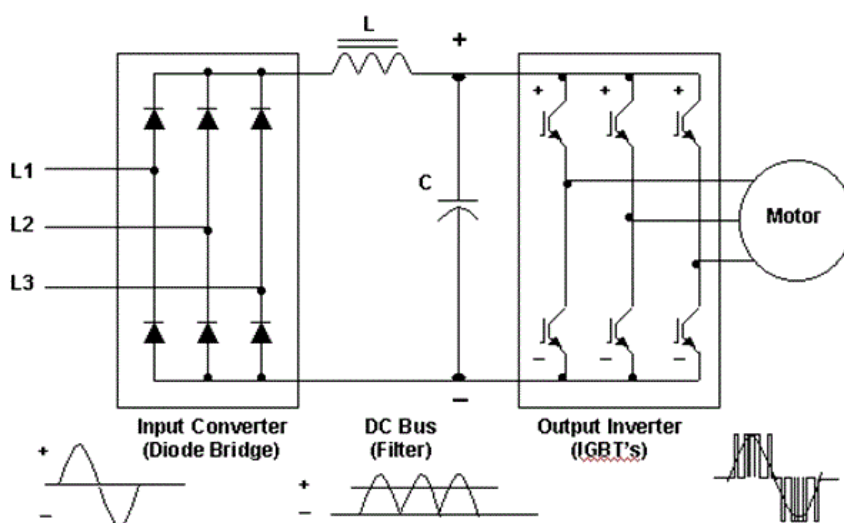 L
+
L1
L2
L3
C
+ + +
Motor
− − −
−
Input Converter
(Diode Bridge)
DC Bus
(Filter)
Output Inverter
(IGBT's)
+
−
+
−